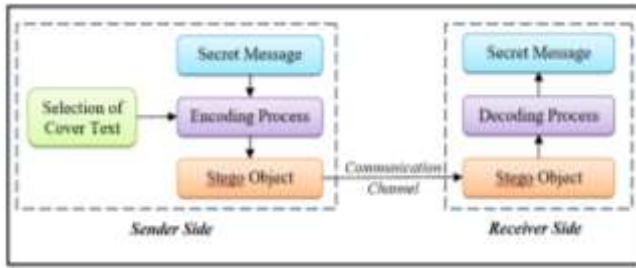 Secret Message
Selection of
Cover Text
Encoding Process
Stego Object
Sender Side
Communication
Channel
Secret Message
Decoding Process
Stego Object
Receiver Side